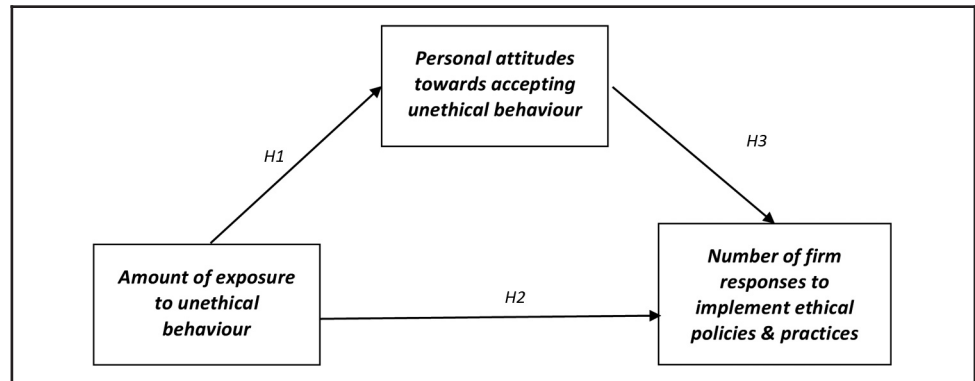 Personal attitudes
towards accepting
unethical behaviour
H1
H3
Amount of exposure
to unethical
behaviour
H2
Number of firm
responses to
implement ethical
policies & practices